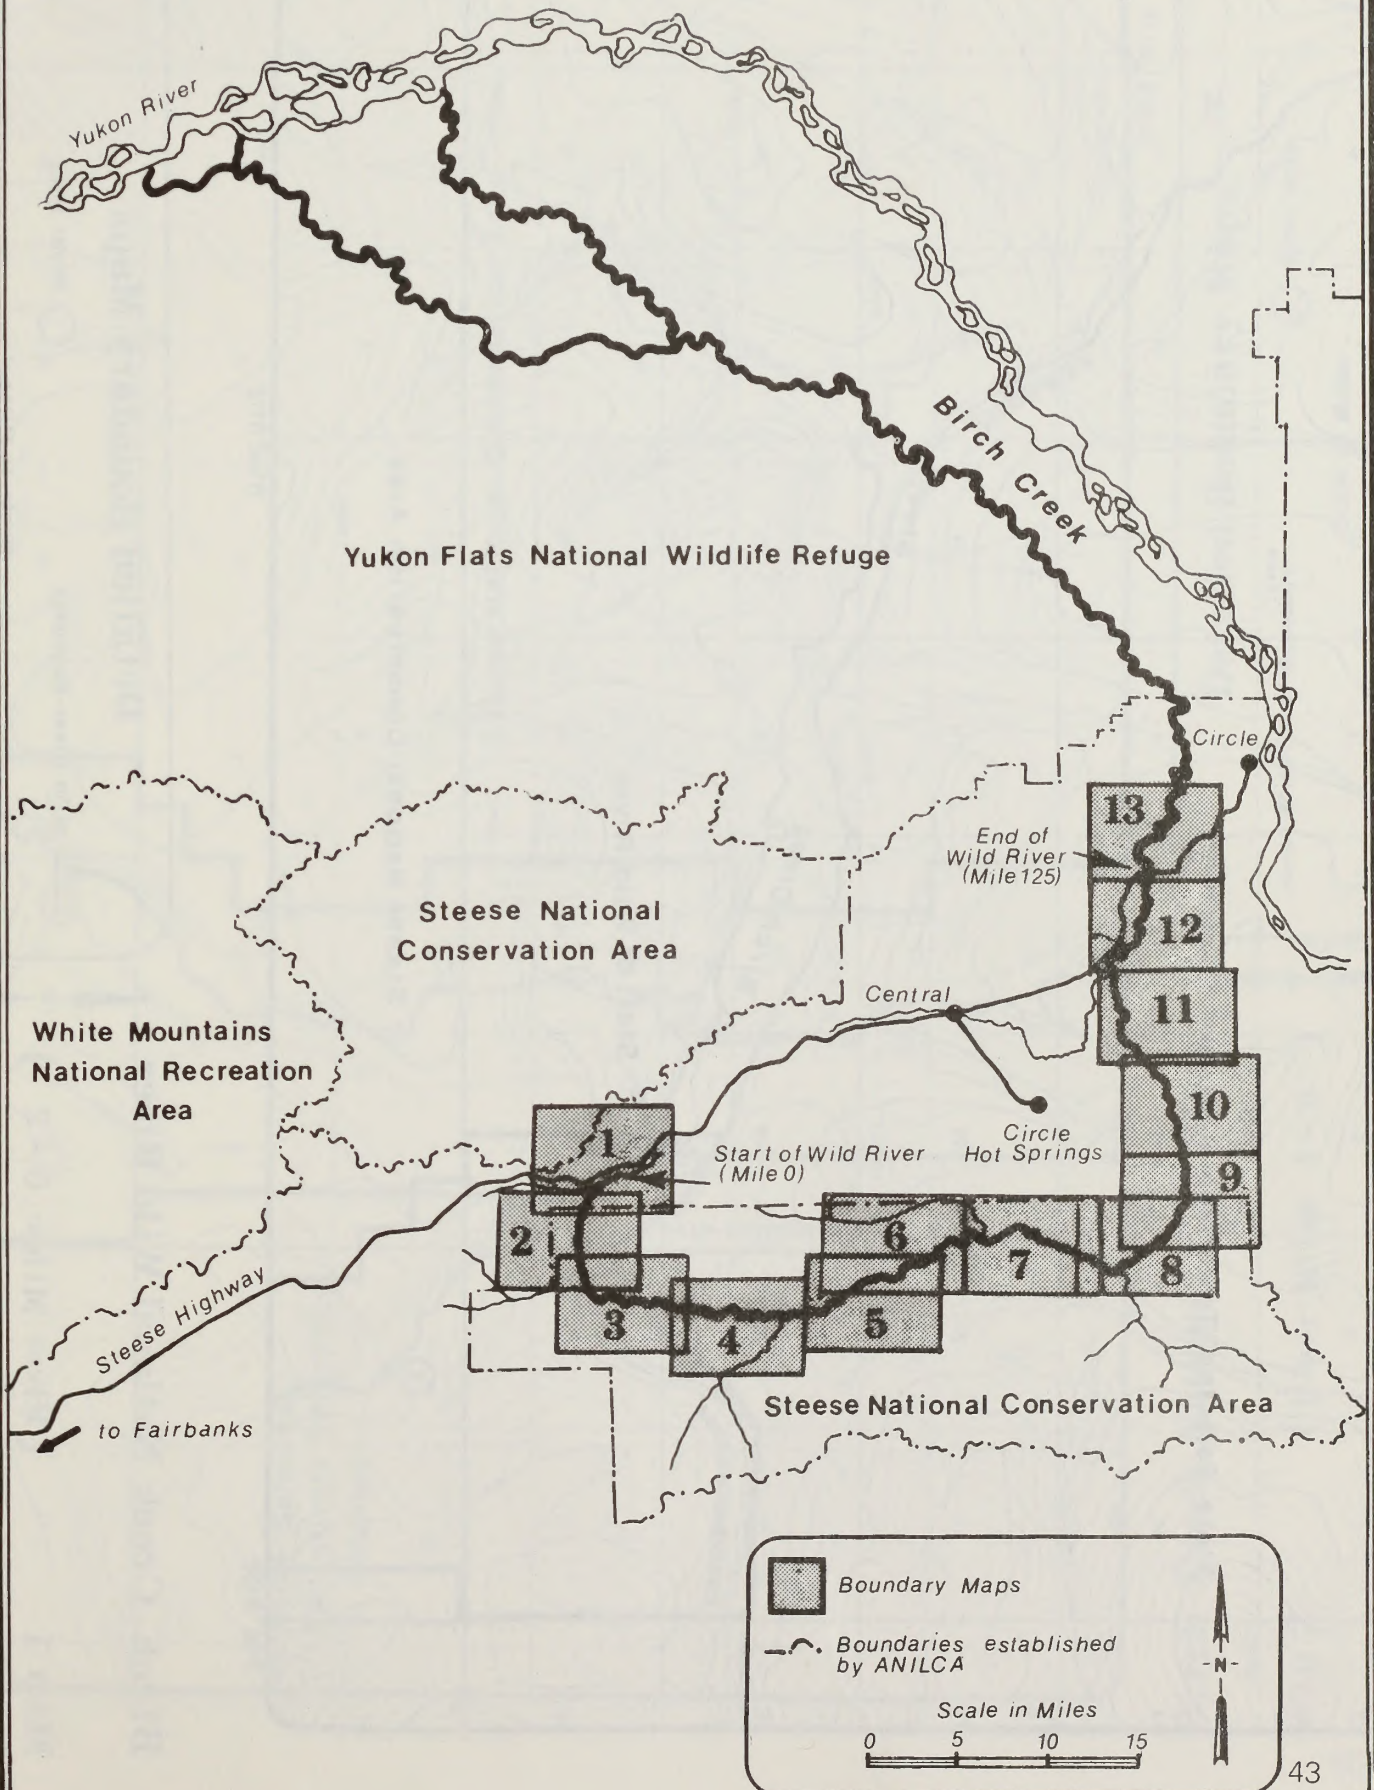 Yukon River
Birch Creek
Yukon Flats National Wildlife Refuge
Circle
13
End of
Wild River
(Mile 125)
12
Steese National
Conservation Area
Central
11
White Mountains
National Recreation
Area
10
1
Circle
Hot Springs
Start of Wild River
(Mile 0)
9
2
6
7
8
3
4
5
Steese Highway
Steese National Conservation Area
to Fairbanks
Boundary Maps
Boundaries established
by ANILCA
-N-
Scale in Miles
0 5 10 15
43